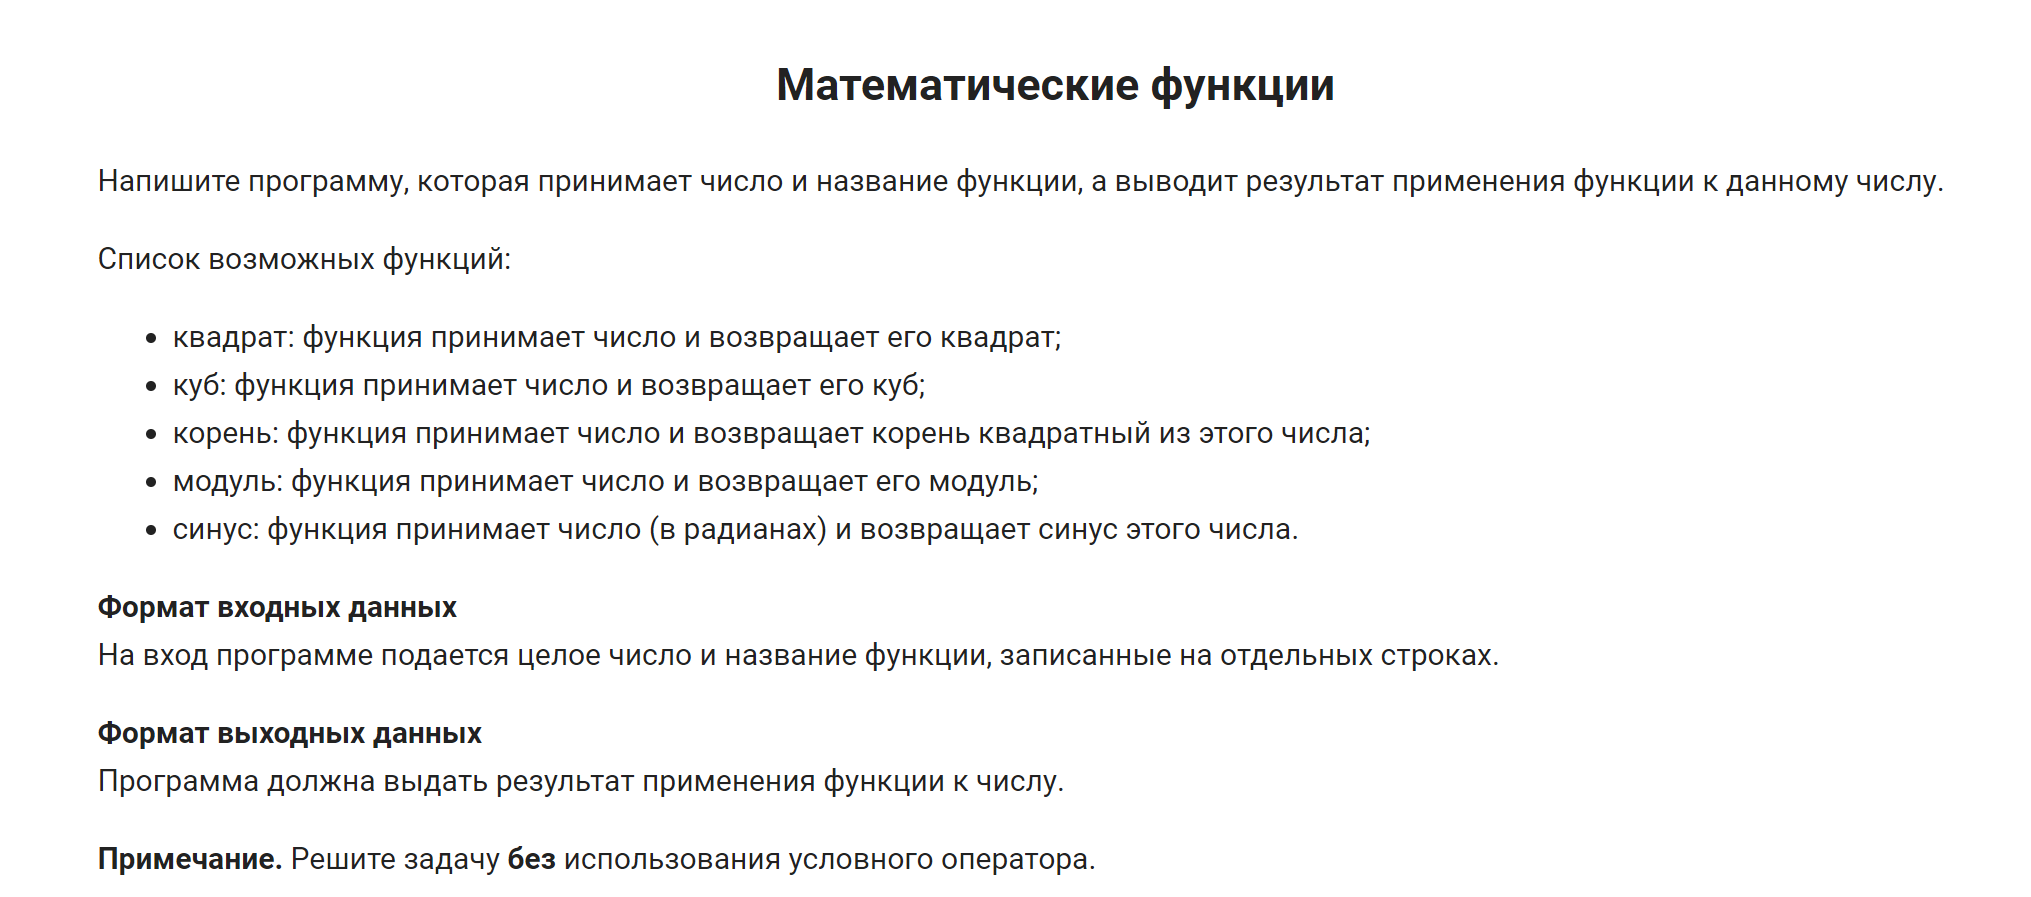 Математические функции
Напишите программу, которая принимает число и название функции, а выводит результат применения функции к данному числу.
Список возможных функций:
• квадрат: функция принимает число и возвращает его квадрат;
• куб: функция принимает число и возвращает его куб;
• корень: функция принимает число и возвращает корень квадратный из этого числа;
• модуль: функция принимает число и возвращает его модуль;
• синус: функция принимает число (в радианах) и возвращает синус этого числа.
Формат входных данных
На вход программе подается целое число и название функции, записанные на отдельных строках.
Формат выходных данных
Программа должна выдать результат применения функции к числу.
Примечание. Решите задачу без использования условного оператора.